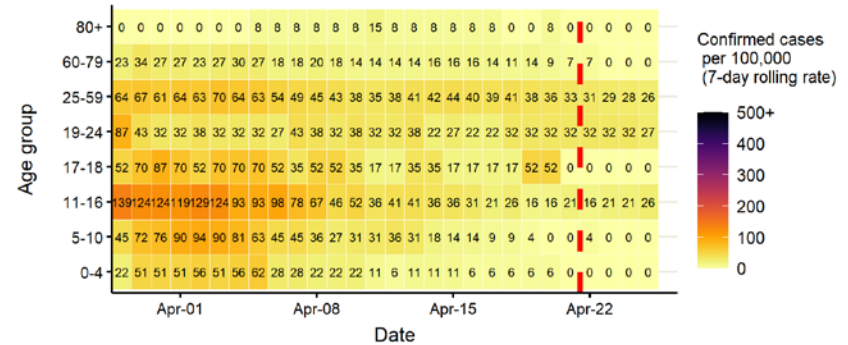 80+ 0 0 0 0 0 0 0 8 8 8 8 8 8 15 8 8 8 8 8 8 0 0 8 0 0 0 0 0
60-79 23 34 27 27 23 27 30 27 18 18 20 18 14 14 14 14 16 16 16 14 11 14 9 7 7 0 0 0
25-59 64 67 61 64 63 70 64 63 54 49 45 43 38 35 38 41 42 44 40 39 41 38 36 33 31 29 28 26
19-24 87 43 32 32 38 32 32 32 27 43 38 32 38 32 32 38 22 27 22 22 32 32 32 32 32 32 32 27
17-18 52 70 87 70 52 70 70 70 52 35 52 52 35 17 17 35 35 17 17 17 17 52 52 0 0 0 0 0
11-16 139 124 124 119 129 124 93 93 98 78 67 46 52 36 41 41 36 36 31 21 26 16 16 21 16 21 21 26
5-10 45 72 76 90 94 90 81 63 45 45 36 27 31 31 36 31 18 14 14 9 9 4 0 0 4 0 0 0
0-4 22 51 51 51 56 51 56 62 28 28 22 22 22 11 6 11 11 11 6 6 6 6 6 0 0 0 0 0
Age group
Apr-01 Apr-08 Apr-15 Apr-22
Date
Confirmed cases
per 100,000
(7-day rolling rate)
500+
400
300
200
100
0